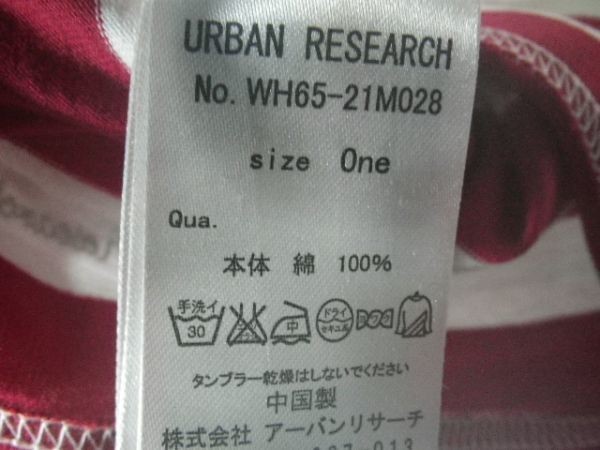 URBAN RESEARCH
No. WH65-21M028
size One
Qua.
本体 綿 100%
手洗イ 30 中 ドライ セキユ系
タンブラー乾燥はしないでください
中国製
株式会社 アーバンリサーチ